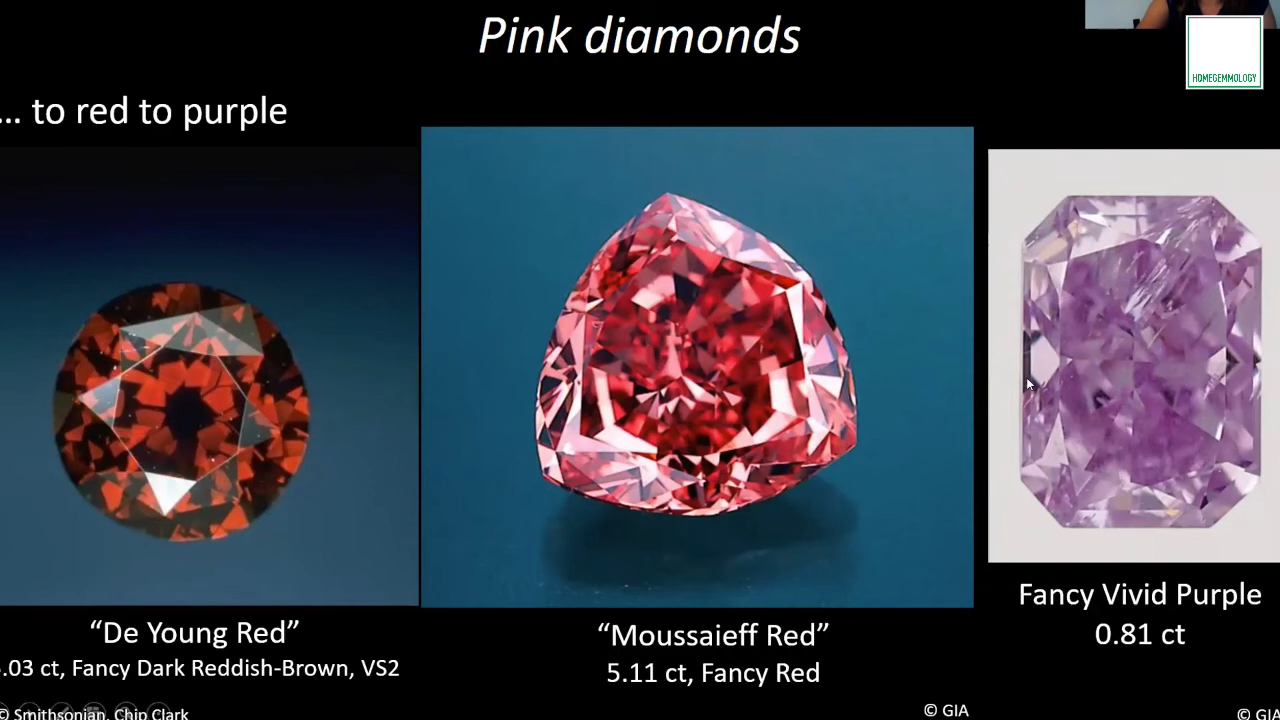 Pink diamonds
HOMEGEMMOLOGY
... to red to purple
“De Young Red”
.03 ct, Fancy Dark Reddish-Brown, VS2
“Moussaieff Red”
5.11 ct, Fancy Red
Fancy Vivid Purple
0.81 ct
© Smithsonian, Chip Clark
© GIA
© GIA